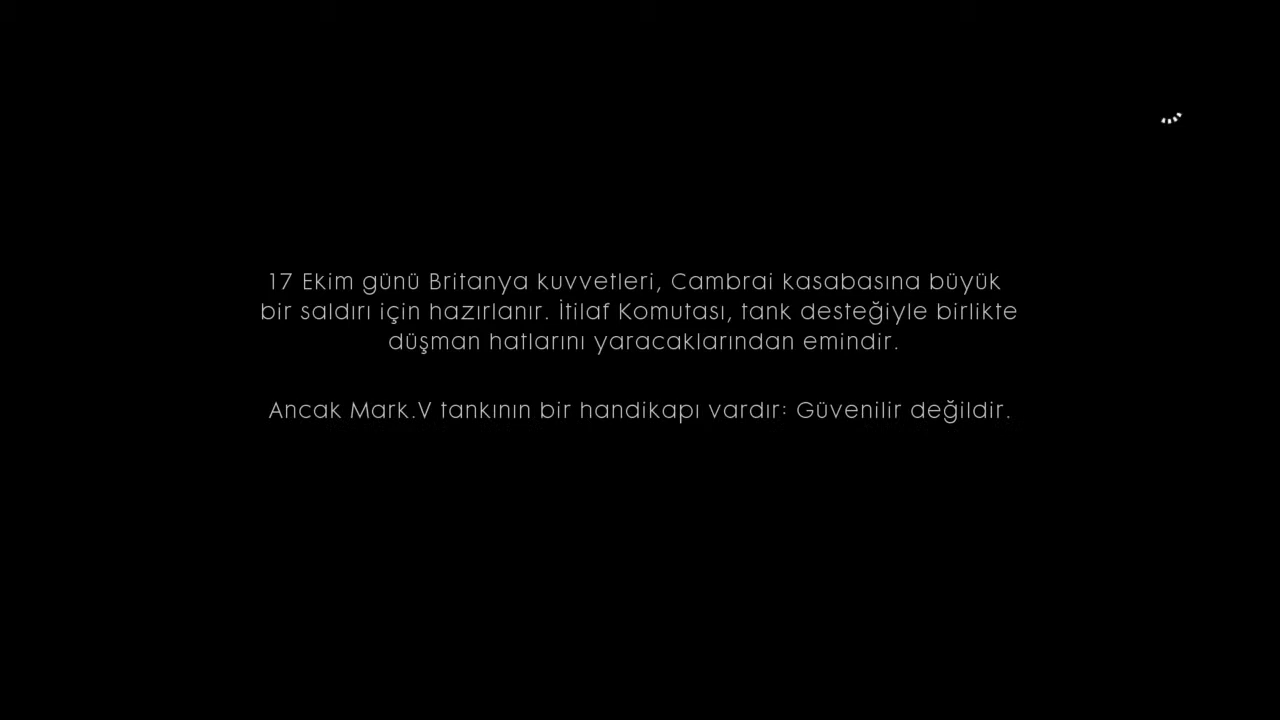 17 Ekim günü Britanya kuvvetleri, Cambrai kasabasına büyük
bir saldırı için hazırlanır. İtilaf Komutası, tank desteğiyle birlikte
düşman hatlarını yaracaklarından emindir.
Ancak Mark.V tankının bir handikapı vardır: Güvenilir değildir.